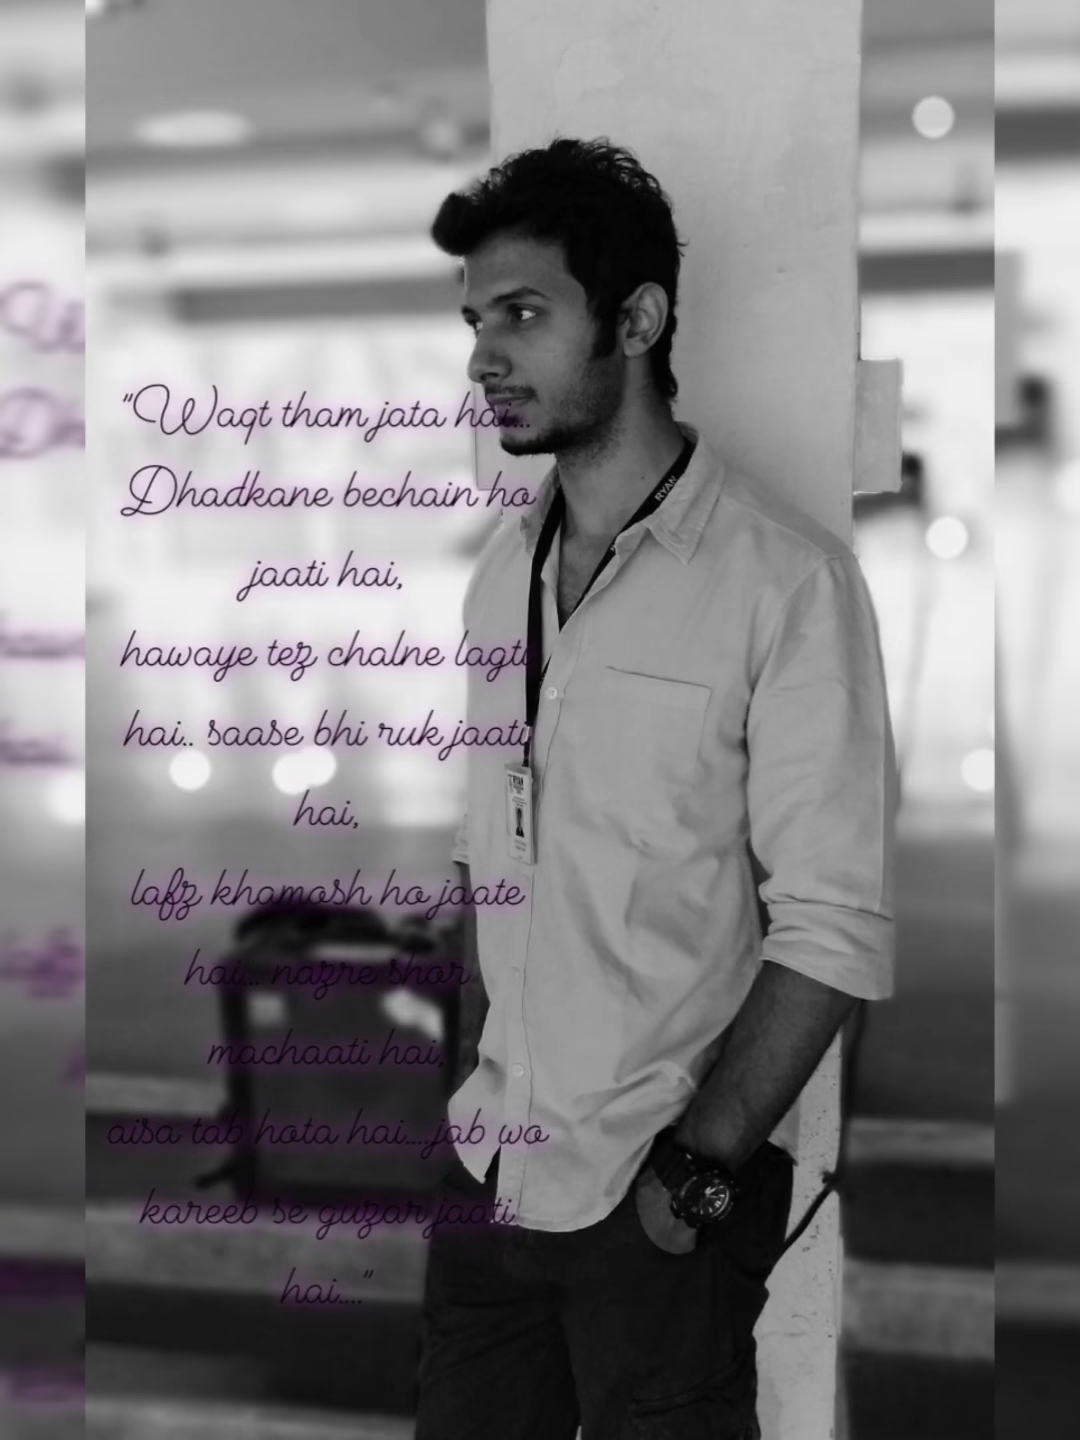 "Waqt tham jata hai...
Dhadkane bechain ho
jaati hai,
hawaye tez chalne lagti
hai.. saase bhi ruk jaati
hai,
lafz khamosh ho jaate
hai... nazre shor
machaati hai,
aisa tab hota hai....jab wo
kareeb se guzar jaati
hai...."
RYAN
RYAN